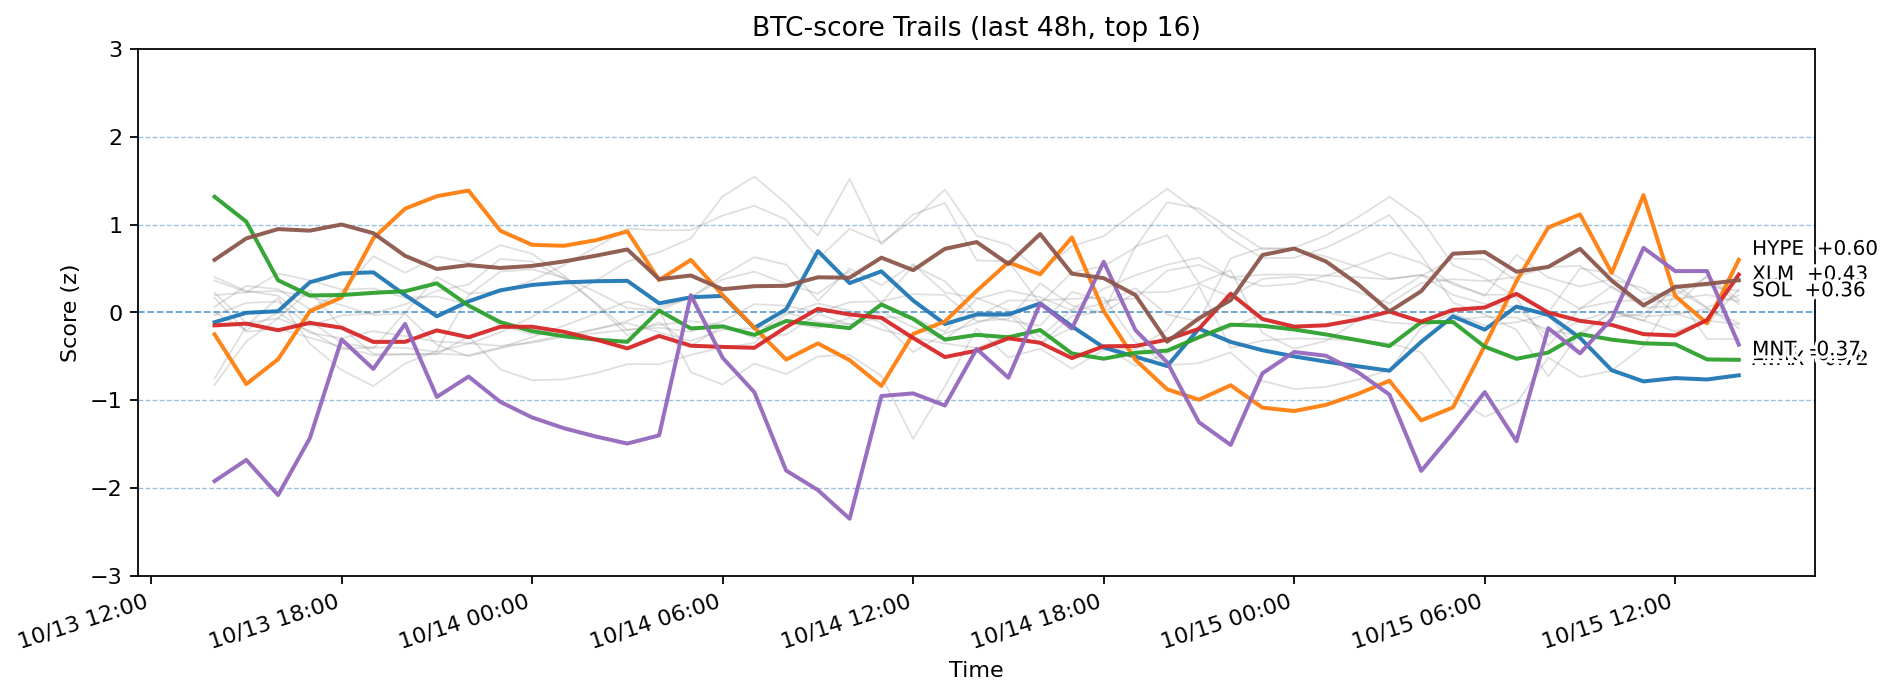 BTC-score Trails (last 48h, top 16)
Score (z)
3
2
1
0
−1
−2
−3
HYPE +0.60
XLM +0.43
SOL +0.36
MNT -0.37
10/13 12:00
10/13 18:00
10/14 00:00
10/14 06:00
10/14 12:00
10/14 18:00
10/15 00:00
10/15 06:00
10/15 12:00
Time